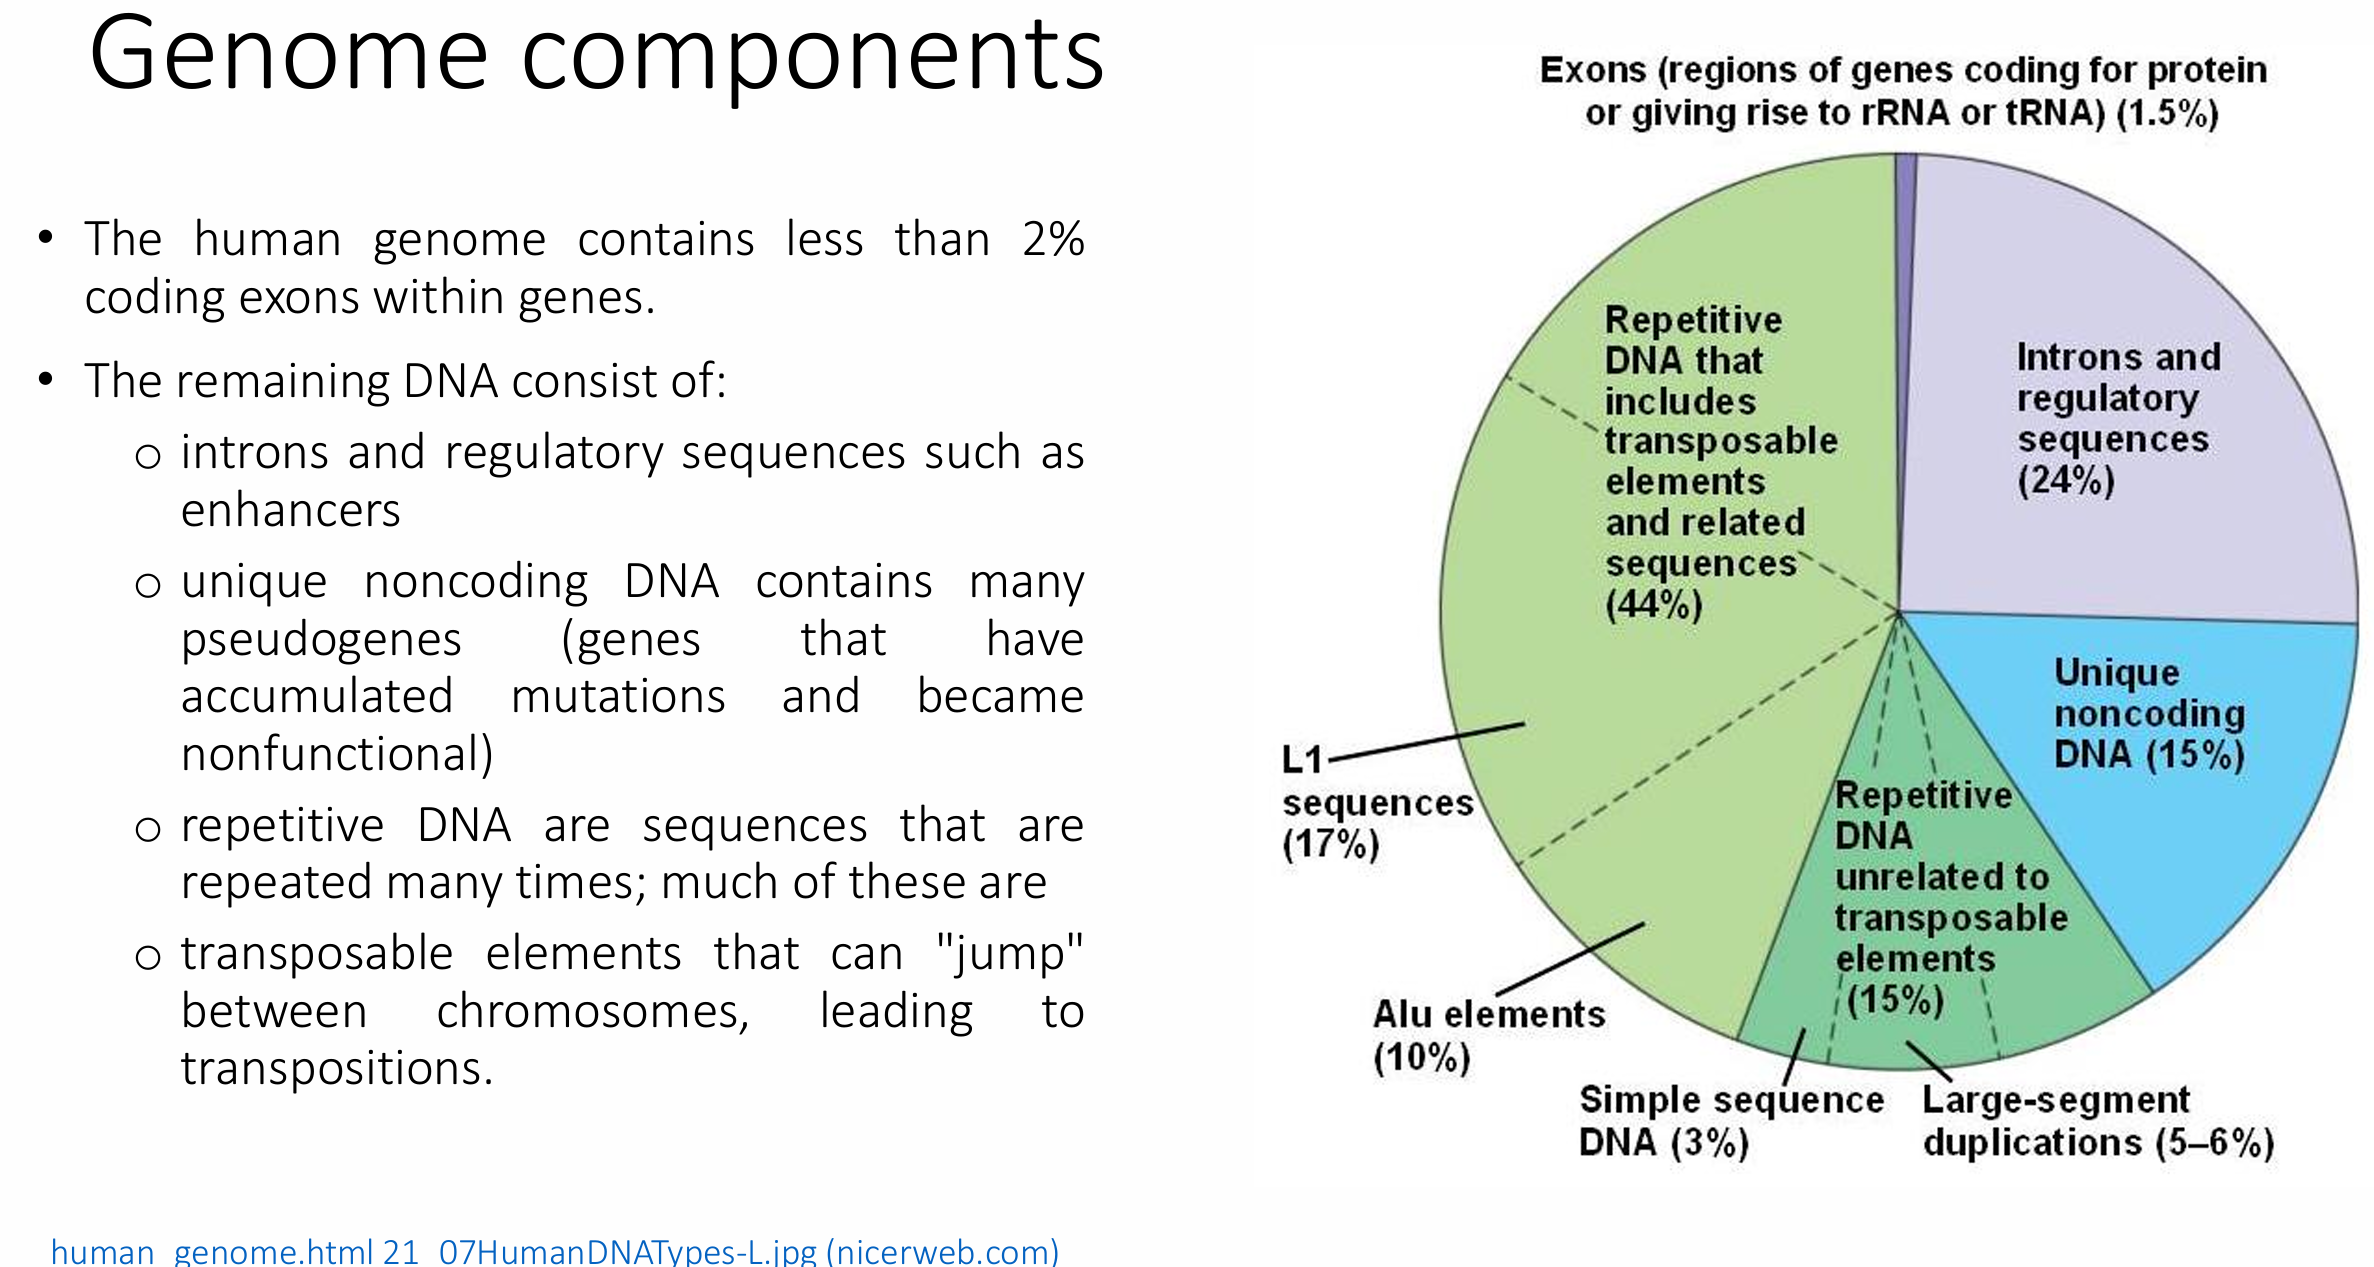 Genome components
• The human genome contains less than 2%
coding exons within genes.
• The remaining DNA consist of:
o introns and regulatory sequences such as
enhancers
o unique noncoding DNA contains many
pseudogenes (genes that have
accumulated mutations and became
nonfunctional)
o repetitive DNA are sequences that are
repeated many times; much of these are
o transposable elements that can "jump"
between chromosomes, leading to
transpositions.
human_genome.html 21_07HumanDNATypes-L.jpg (nicerweb.com)
Exons (regions of genes coding for protein
or giving rise to rRNA or tRNA) (1.5%)
Repetitive
DNA that
includes
transposable
elements
and related
sequences
(44%)
Introns and
regulatory
sequences
(24%)
Unique
noncoding
DNA (15%)
L1
sequences
(17%)
Repetitive
DNA
unrelated to
transposable
elements
(15%)
Alu elements
(10%)
Simple sequence
DNA (3%)
Large-segment
duplications (5–6%)